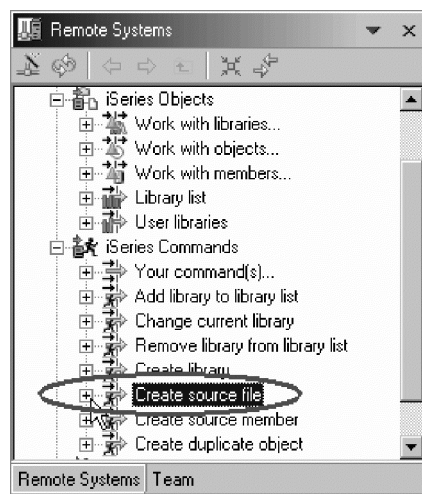 Remote Systems
iSeries Objects
Work with libraries...
Work with objects...
Work with members...
Library list
User libraries
iSeries Commands
Your command(s)...
Add library to library list
Change current library
Remove library from library list
Create library
Create source file
Create source member
Create duplicate object
Remote Systems Team